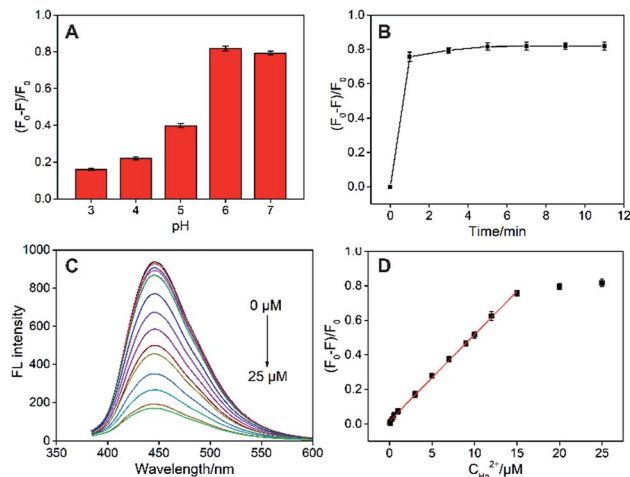 A
(F₀-F)/F₀
1.0
0.8
0.6
0.4
0.2
0.0
3 4 5 6 7
pH
B
(F₀-F)/F₀
1.0
0.8
0.6
0.4
0.2
0.0
0 2 4 6 8 10 12
Time/min
C
FL intensity
1000
800
600
400
200
0
0 μM
25 μM
350 400 450 500 550 600
Wavelength/nm
D
(F₀-F)/F₀
1.0
0.8
0.6
0.4
0.2
0.0
0 5 10 15 20 25
C_Hg²⁺/μM